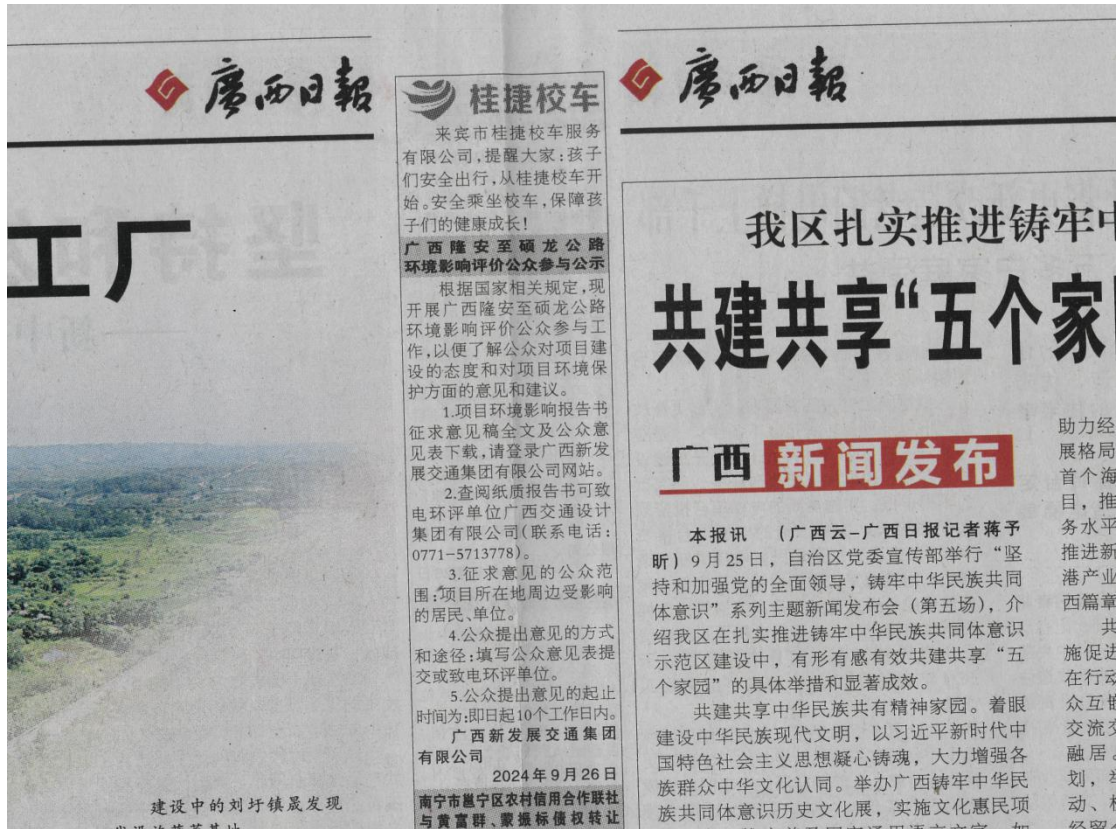 廣西日報
工厂
建设中的刘圩镇晟发现
桂捷校车
来宾市桂捷校车服务
有限公司，提醒大家：孩子
们安全出行，从桂捷校车开
始。安全乘坐校车，保障孩
子们的健康成长！
广西隆安至硕龙公路
环境影响评价公众参与公示
根据国家相关规定，现
开展广西隆安至硕龙公路
环境影响评价公众参与工
作，以便了解公众对项目建
设的态度和对项目环境保
护方面的意见和建议。
1.项目环境影响报告书
征求意见稿全文及公众意
见表下载，请登录广西新发
展交通集团有限公司网站。
2.查阅纸质报告书可致
电环评单位广西交通设计
集团有限公司（联系电话：
0771-5713778）。
3.征求意见的公众范
围：项目所在地周边受影响
的居民、单位。
4.公众提出意见的方式
和途径：填写公众意见表提
交或致电环评单位。
5.公众提出意见的起止
时间为：即日起10个工作日内。
广西新发展交通集团
有限公司
2024年9月26日
南宁市邕宁区农村信用合作联社
与黄富群、蒙振标债权转让
廣西日報
我区扎实推进铸牢中
共建共享“五个家
广西 新闻发布
本报讯 （广西云-广西日报记者蒋予
昕）9月25日，自治区党委宣传部举行“坚
持和加强党的全面领导，铸牢中华民族共同
体意识”系列主题新闻发布会（第五场），介
绍我区在扎实推进铸牢中华民族共同体意识
示范区建设中，有形有感有效共建共享“五
个家园”的具体举措和显著成效。
共建共享中华民族共有精神家园。着眼
建设中华民族现代文明，以习近平新时代中
国特色社会主义思想凝心铸魂，大力增强各
族群众中华文化认同。举办广西铸牢中华民
族共同体意识历史文化展，实施文化惠民项
助力经
展格局
首个海
目，推
务水平
推进新
港产业
西篇章
共
施促进
在行动
众互嵌
交流交
融居。
划，举
动、